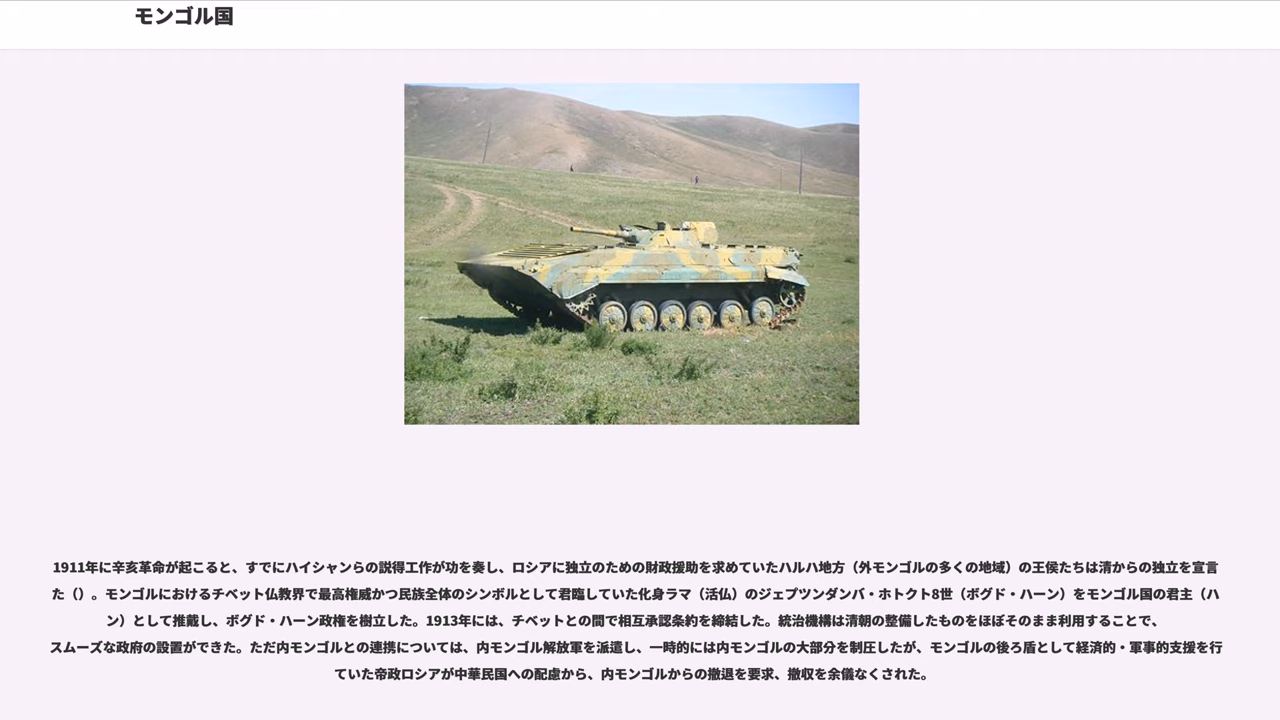 モンゴル国
1911年に辛亥革命が起こると、すでにハイシャンらの説得工作が功を奏し、ロシアに独立のための財政援助を求めていたハルハ地方（外モンゴルの多くの地域）の王侯たちは清からの独立を宣言
た（）。モンゴルにおけるチベット仏教界で最高権威かつ民族全体のシンボルとして君臨していた化身ラマ（活仏）のジェプツンダンバ・ホトクト8世（ボグド・ハーン）をモンゴル国の君主（ハ
ン）として推戴し、ボグド・ハーン政権を樹立した。1913年には、チベットとの間で相互承認条約を締結した。統治機構は清朝の整備したものをほぼそのまま利用することで、
スムーズな政府の設置ができた。ただ内モンゴルとの連携については、内モンゴル解放軍を派遣し、一時的には内モンゴルの大部分を制圧したが、モンゴルの後ろ盾として経済的・軍事的支援を行
ていた帝政ロシアが中華民国への配慮から、内モンゴルからの撤退を要求、撤収を余儀なくされた。